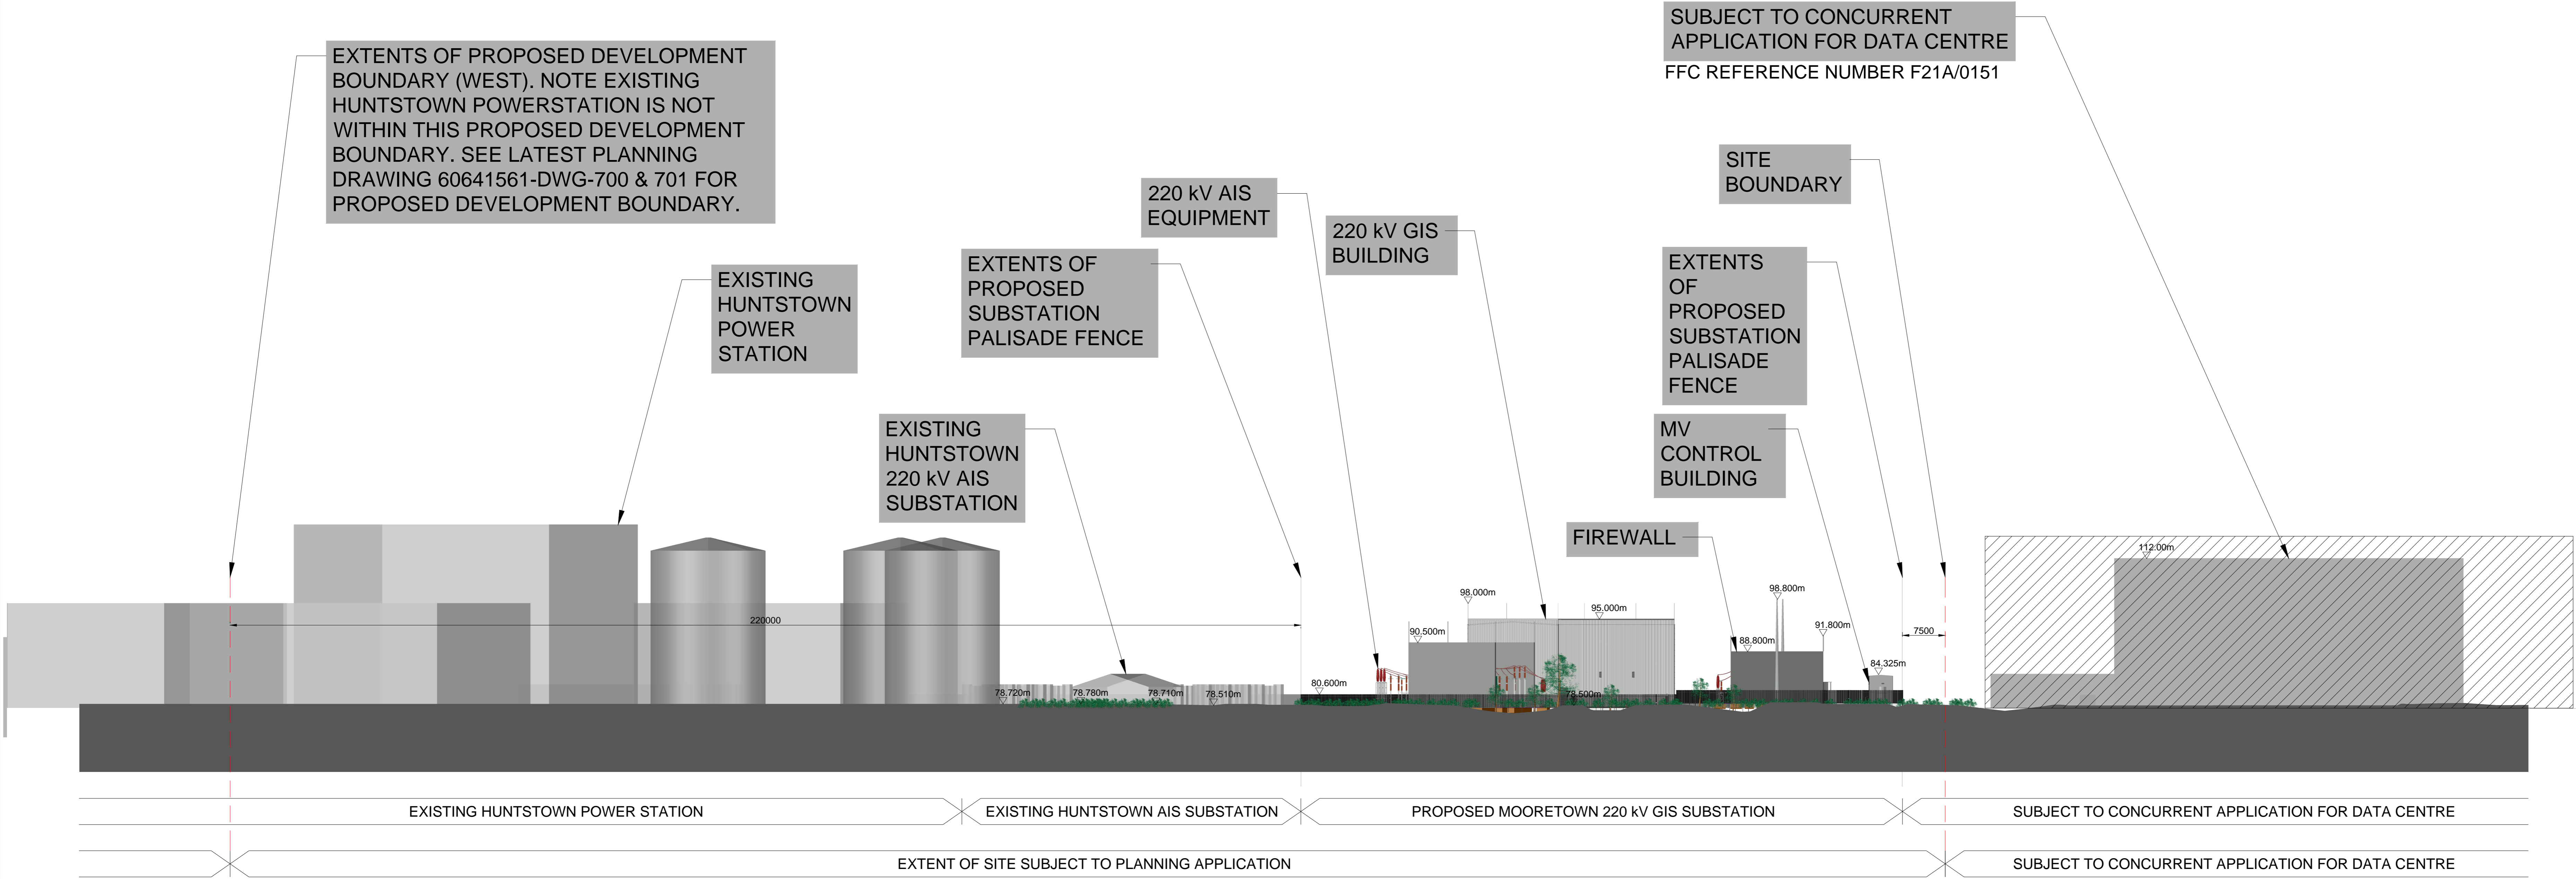 SUBJECT TO CONCURRENT
APPLICATION FOR DATA CENTRE
FFC REFERENCE NUMBER F21A/0151
EXTENTS OF PROPOSED DEVELOPMENT
BOUNDARY (WEST). NOTE EXISTING
HUNTSTOWN POWERSTATION IS NOT
WITHIN THIS PROPOSED DEVELOPMENT
BOUNDARY. SEE LATEST PLANNING
DRAWING 60641561-DWG-700 & 701 FOR
PROPOSED DEVELOPMENT BOUNDARY.
SITE
BOUNDARY
220 kV AIS
EQUIPMENT
220 kV GIS
BUILDING
EXTENTS OF
PROPOSED
SUBSTATION
PALISADE FENCE
EXTENTS
OF
PROPOSED
SUBSTATION
PALISADE
FENCE
EXISTING
HUNTSTOWN
POWER
STATION
EXISTING
HUNTSTOWN
220 kV AIS
SUBSTATION
MV
CONTROL
BUILDING
FIREWALL
112.00m
98.000m
98.800m
95.000m
220000
90.500m
91.800m
7500
88.800m
84.325m
80.600m
78.720m
78.780m
78.710m
78.510m
78.500m
EXISTING HUNTSTOWN POWER STATION
EXISTING HUNTSTOWN AIS SUBSTATION
PROPOSED MOORETOWN 220 kV GIS SUBSTATION
SUBJECT TO CONCURRENT APPLICATION FOR DATA CENTRE
EXTENT OF SITE SUBJECT TO PLANNING APPLICATION
SUBJECT TO CONCURRENT APPLICATION FOR DATA CENTRE